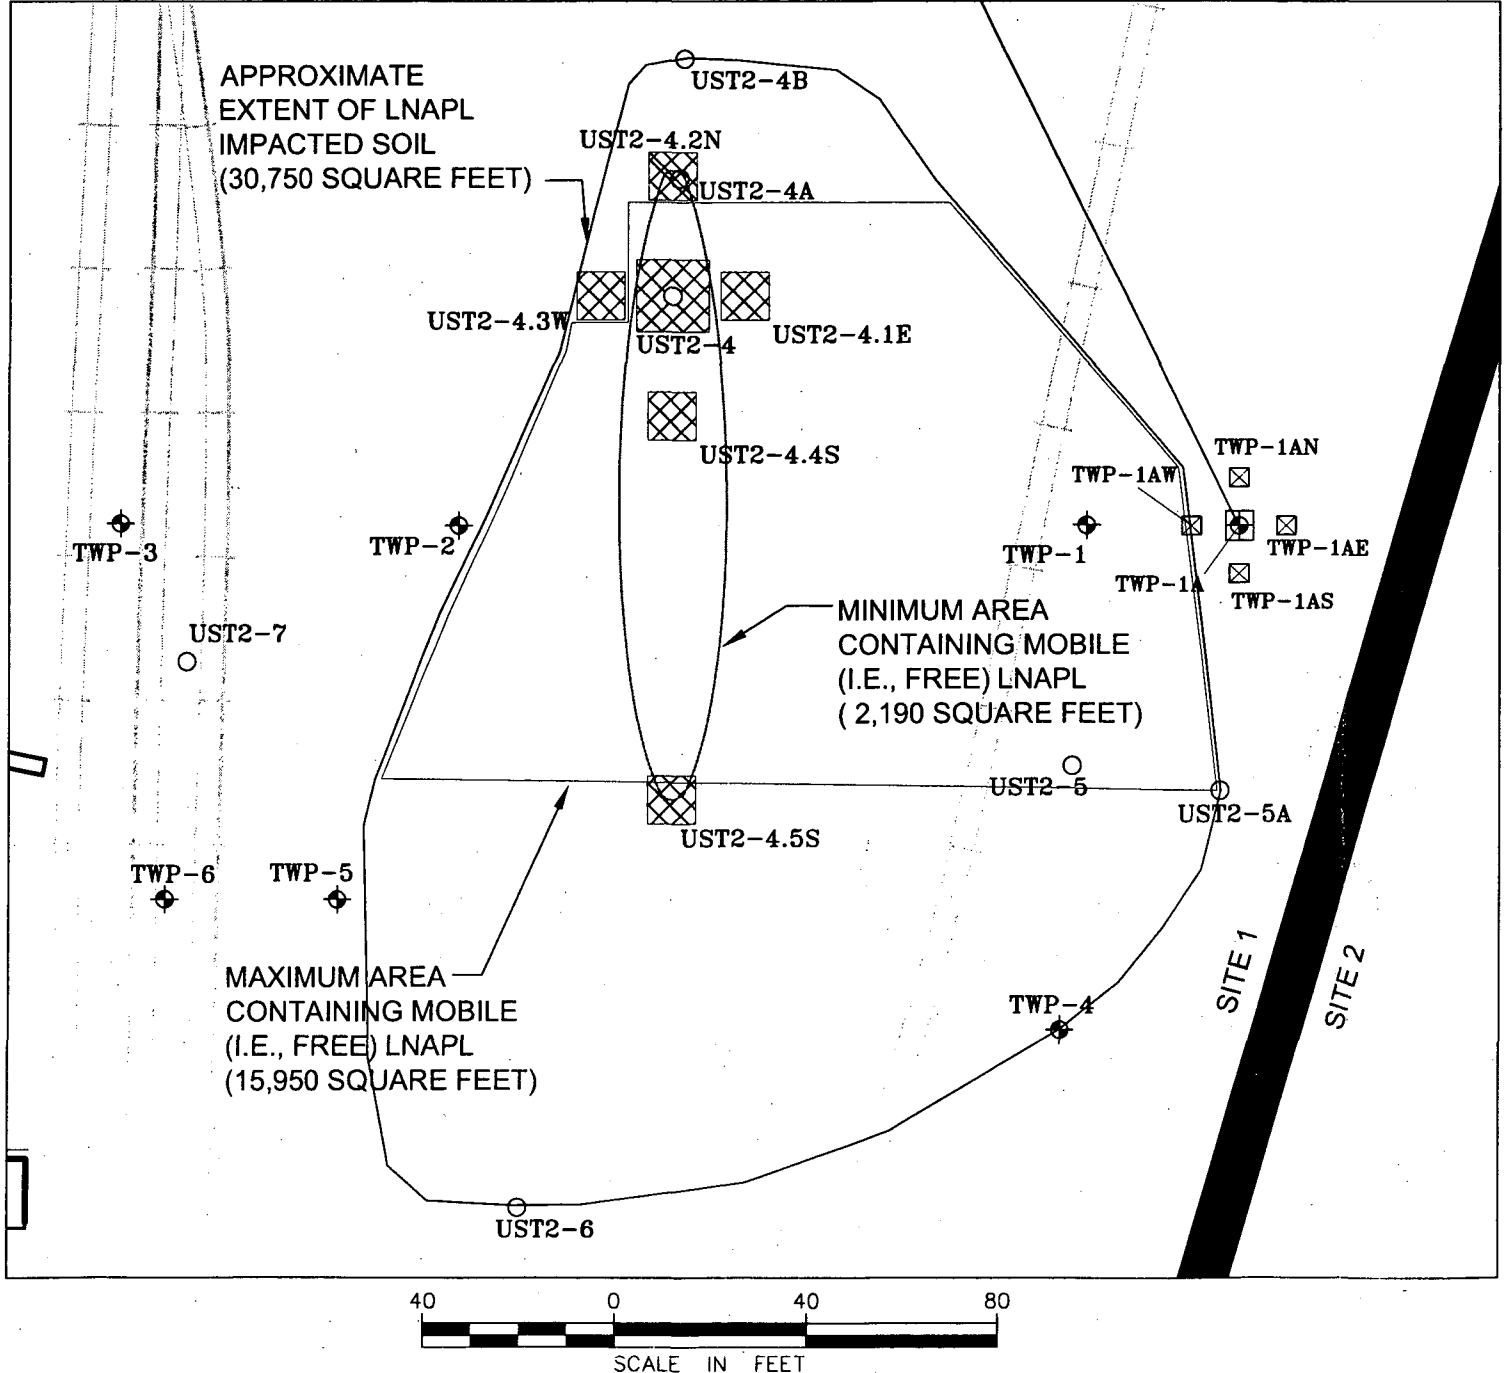 APPROXIMATE
EXTENT OF LNAPL
IMPACTED SOIL
(30,750 SQUARE FEET)
UST2-4B
UST2-4.2N
UST2-4A
UST2-4.3W
UST2-4
UST2-4.1E
UST2-4.4S
TWP-1AN
TWP-1AW
TWP-3
TWP-2
TWP-1
TWP-1AE
TWP-1A
TWP-1AS
UST2-7
MINIMUM AREA
CONTAINING MOBILE
(I.E., FREE) LNAPL
( 2,190 SQUARE FEET)
UST2-5
UST2-5A
UST2-4.5S
TWP-6
TWP-5
MAXIMUM AREA
CONTAINING MOBILE
(I.E., FREE) LNAPL
(15,950 SQUARE FEET)
TWP-4
SITE 1
SITE 2
UST2-6
40 0 40 80
SCALE IN FEET